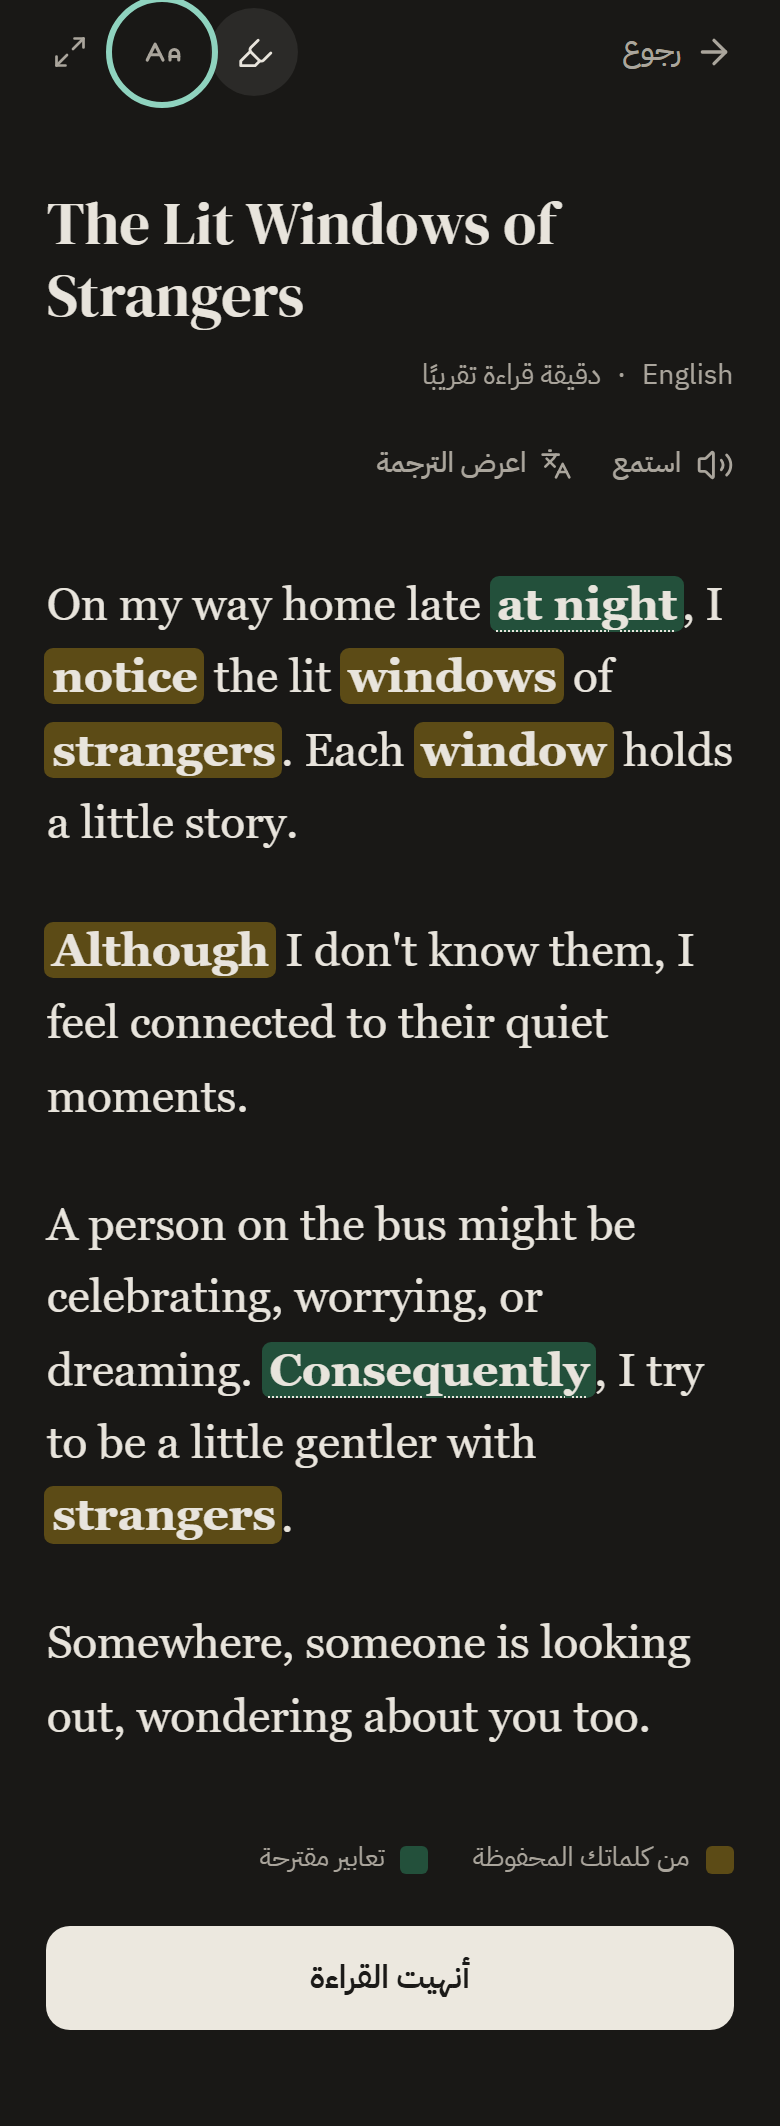 Aa
رجوع
The Lit Windows of
Strangers
English · دقيقة قراءة تقريبًا
استمع
اعرض الترجمة
On my way home late at night, I
notice the lit windows of
strangers. Each window holds
a little story.
Although I don't know them, I
feel connected to their quiet
moments.
A person on the bus might be
celebrating, worrying, or
dreaming. Consequently, I try
to be a little gentler with
strangers.
Somewhere, someone is looking
out, wondering about you too.
من كلماتك المحفوظة
تعابير مقترحة
أنهيت القراءة